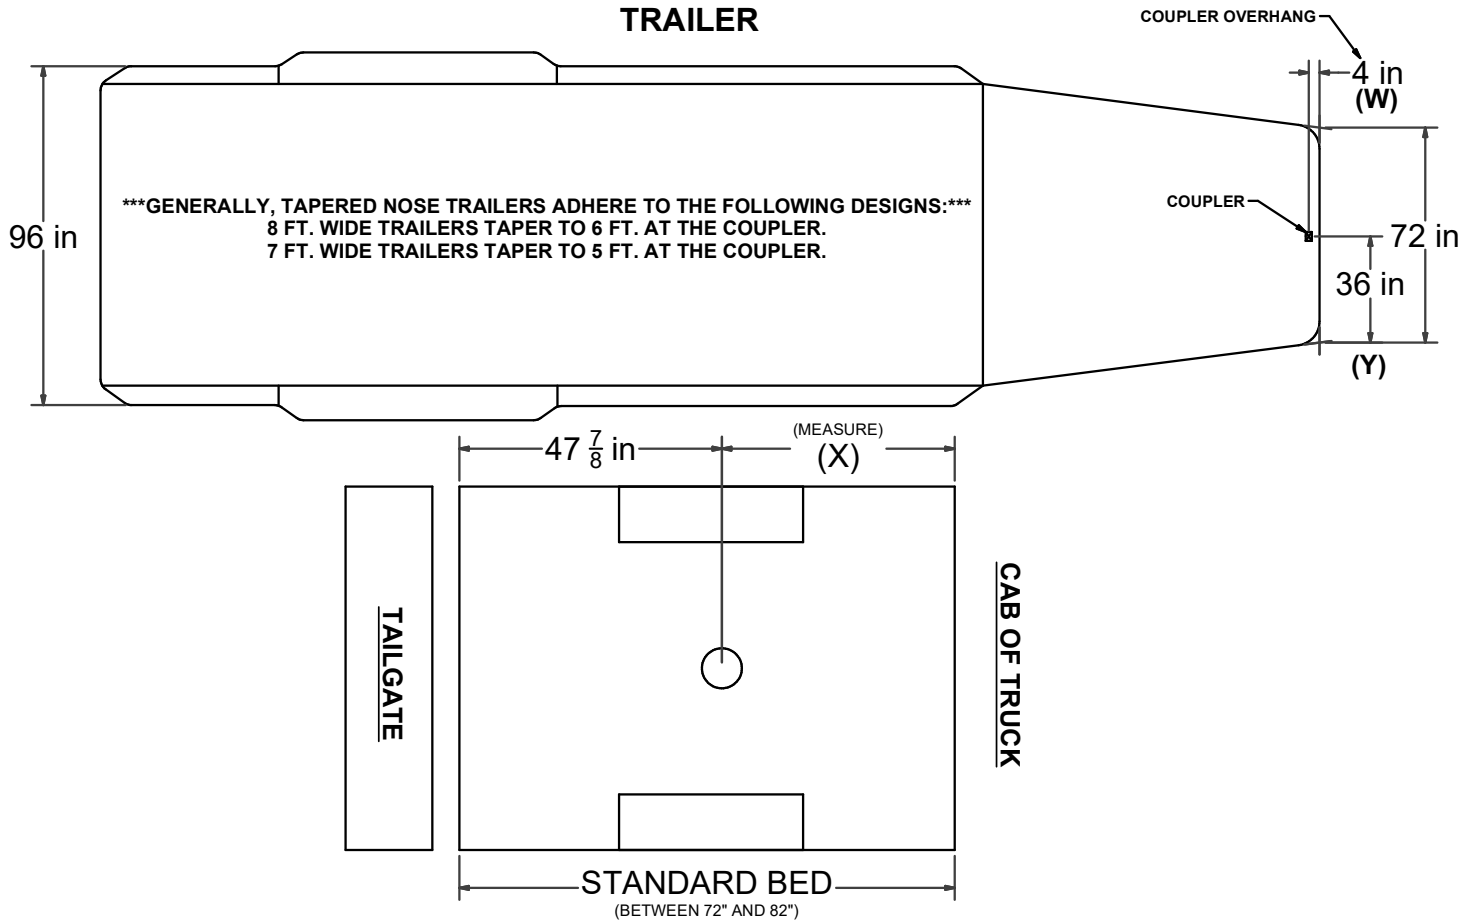 TRAILER
COUPLER OVERHANG
4 in
(W)
***GENERALLY, TAPERED NOSE TRAILERS ADHERE TO THE FOLLOWING DESIGNS:***
8 FT. WIDE TRAILERS TAPER TO 6 FT. AT THE COUPLER.
7 FT. WIDE TRAILERS TAPER TO 5 FT. AT THE COUPLER.
96 in
COUPLER
72 in
36 in
(Y)
47 7/8 in
(MEASURE)
(X)
TAILGATE
CAB OF TRUCK
STANDARD BED
(BETWEEN 72" AND 82")